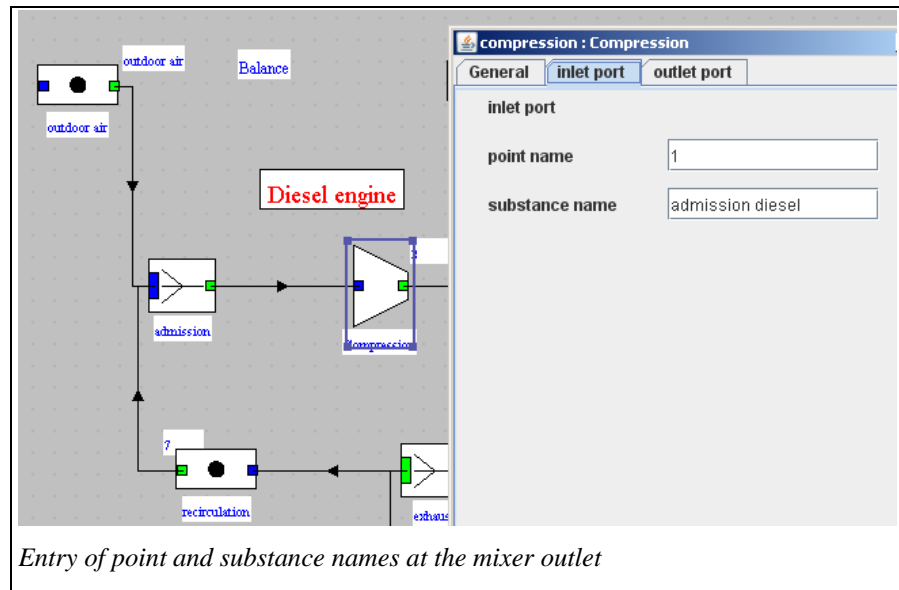 outdoor air
Balance
outdoor air
Diesel engine
admission
Compression
7
recirculation
compression : Compression
General
inlet port
outlet port
inlet port
point name
1
substance name
admission diesel
Entry of point and substance names at the mixer outlet